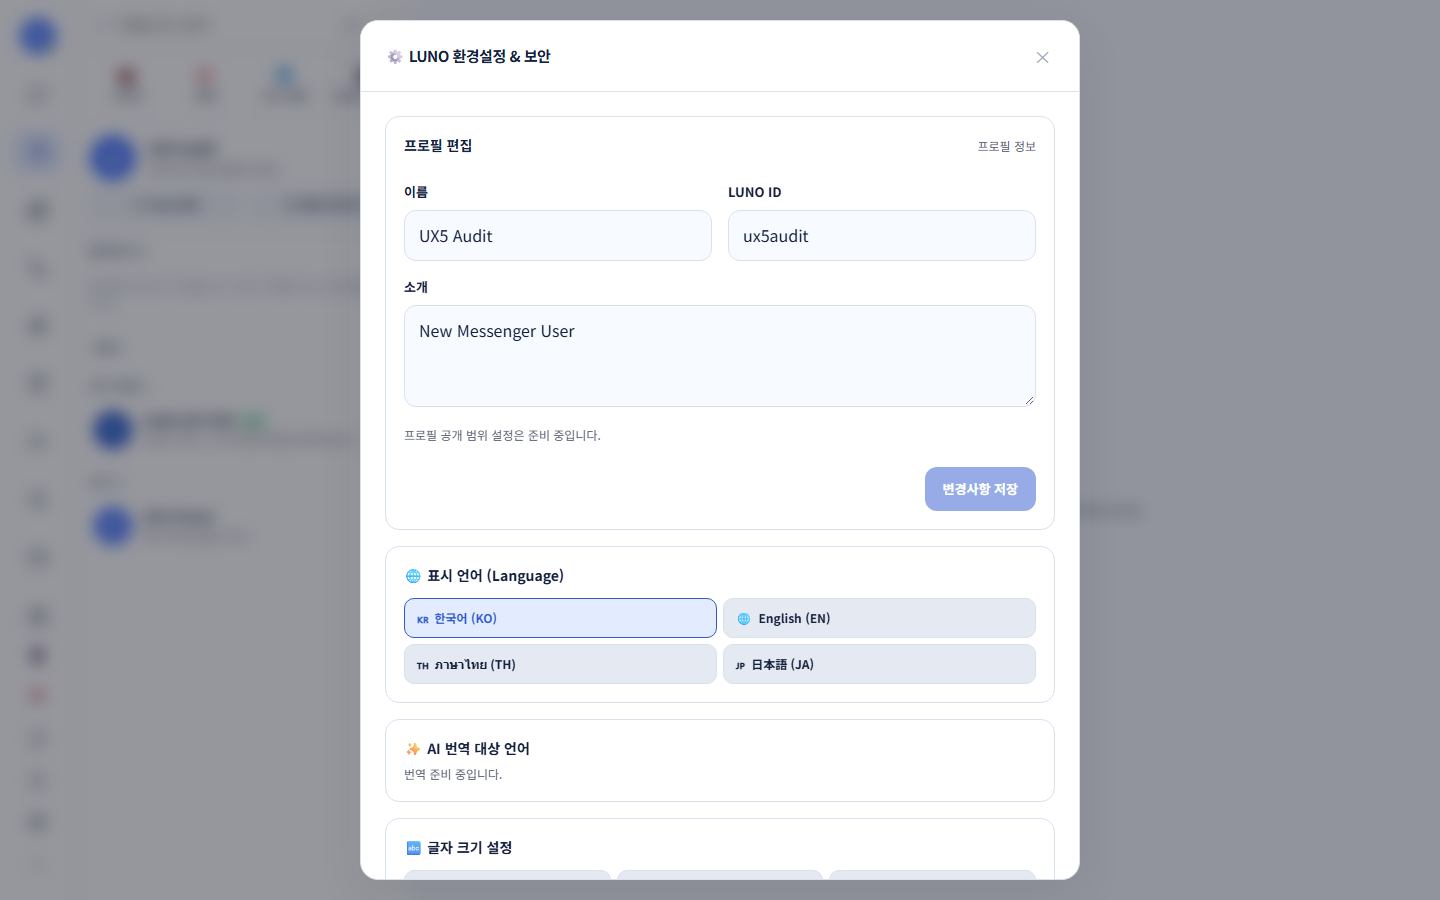 LUNO 환경설정 & 보안
프로필 편집
프로필 정보
이름
LUNO ID
UX5 Audit
ux5audit
소개
New Messenger User
프로필 공개 범위 설정은 준비 중입니다.
변경사항 저장
🌐 표시 언어 (Language)
KR 한국어 (KO)
🌐 English (EN)
TH ภาษาไทย (TH)
JP 日本語 (JA)
✨ AI 번역 대상 언어
번역 준비 중입니다.
abc 글자 크기 설정